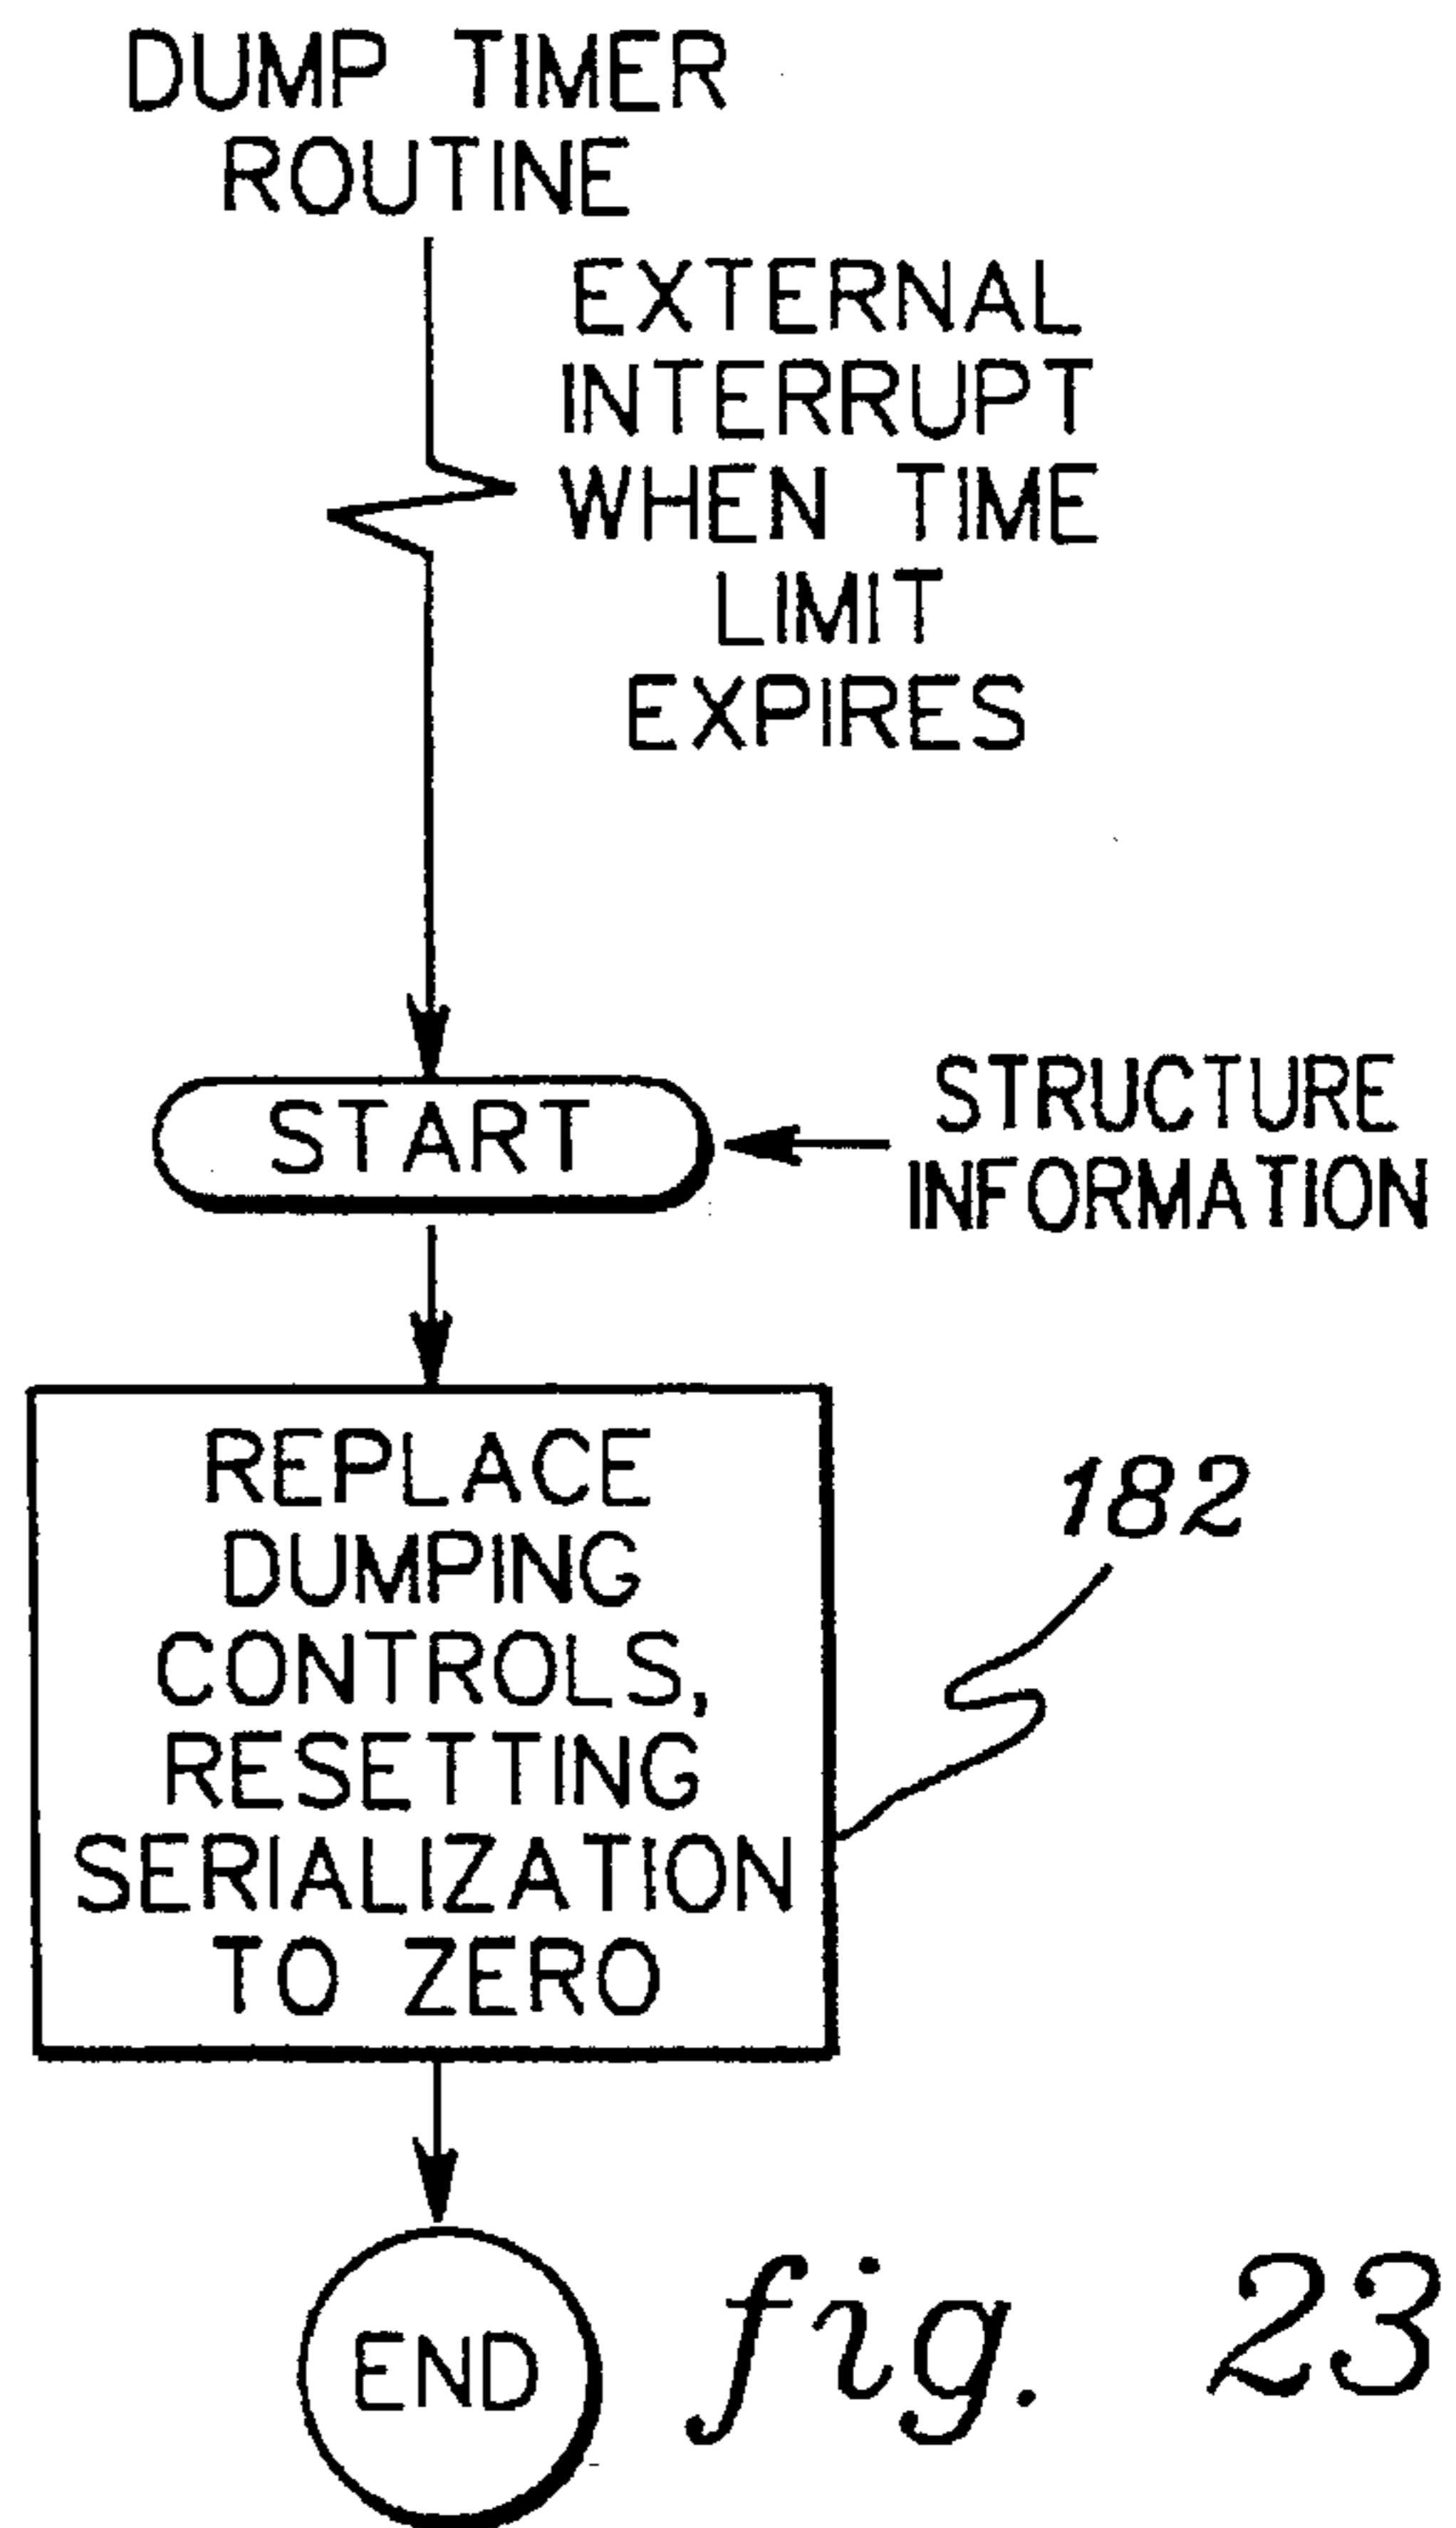 DUMP TIMER
ROUTINE
EXTERNAL
INTERRUPT
WHEN TIME
LIMIT
EXPIRES
START
STRUCTURE
INFORMATION
REPLACE
DUMPING
CONTROLS,
RESETTING
SERIALIZATION
TO ZERO
182
END
fig. 23